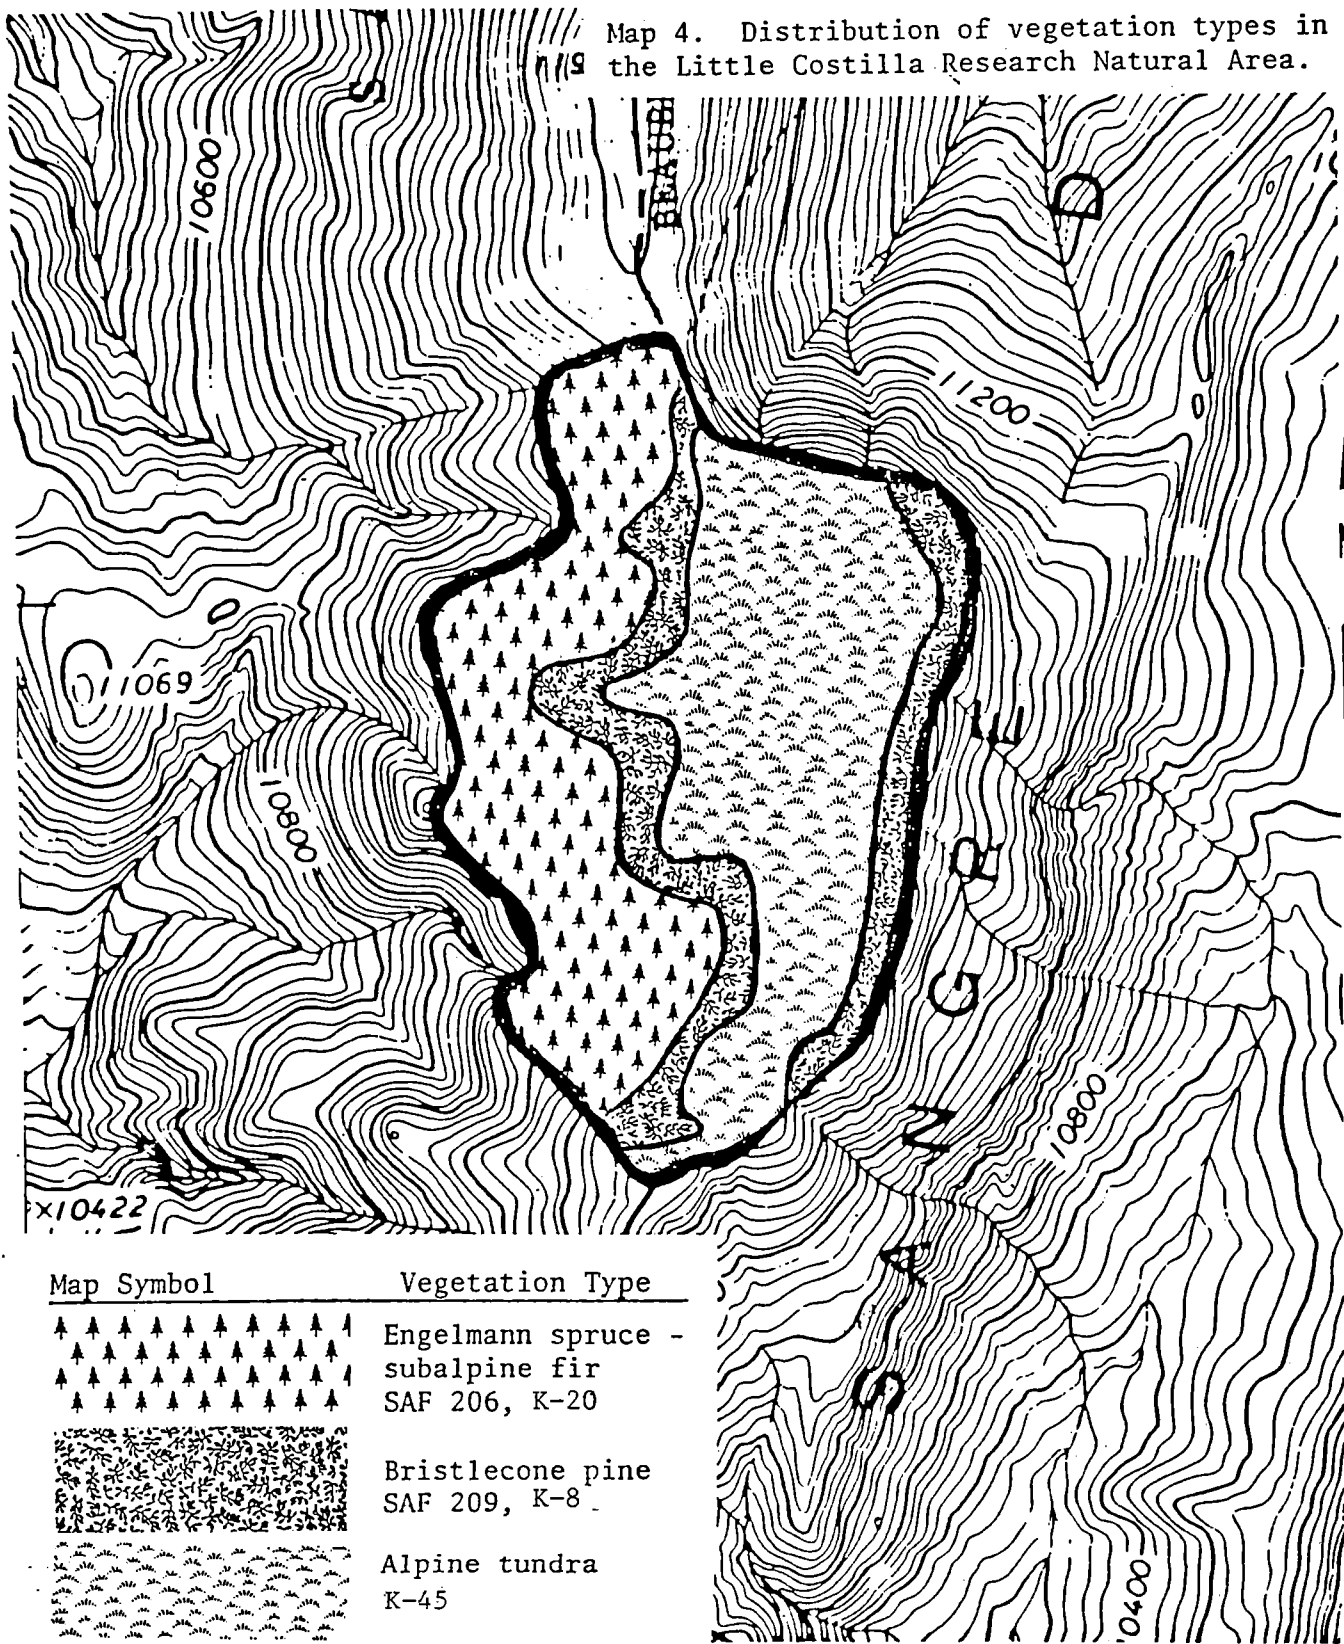 Map 4. Distribution of vegetation types in
the Little Costilla Research Natural Area.
S
10600
BEAUB
D
11200
11069
10800
E
R
G
N
A
S
10800
×10422
0400
Map Symbol Vegetation Type
Engelmann spruce -
subalpine fir
SAF 206, K-20
Bristlecone pine
SAF 209, K-8
Alpine tundra
K-45